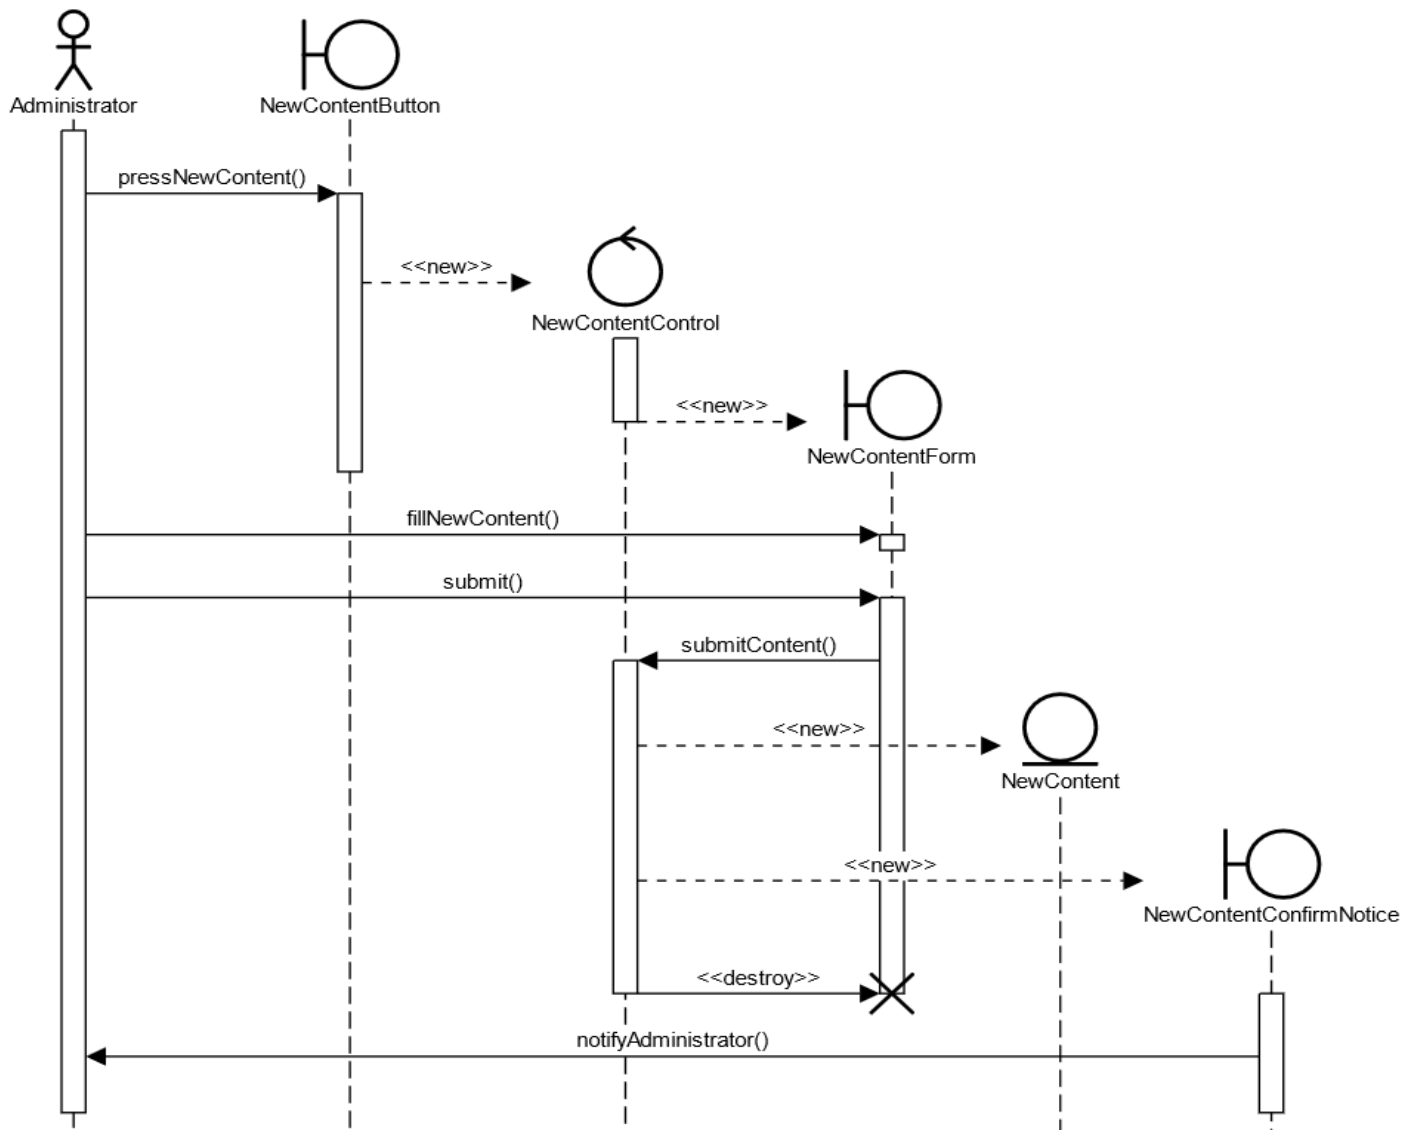 Administrator
NewContentButton
pressNewContent()
<<new>>
NewContentControl
<<new>>
NewContentForm
fillNewContent()
submit()
submitContent()
<<new>>
NewContent
<<new>>
NewContentConfirmNotice
<<destroy>>
notifyAdministrator()